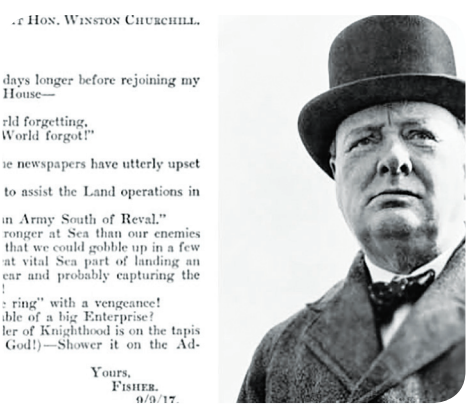 Hon. Winston Churchill.
days longer before rejoining my
House—
rld forgetting,
World forgot!”
newspapers have utterly upset
to assist the Land operations in
an Army South of Reval.”
ronger at Sea than our enemies
that we could gobble up in a few
at vital Sea part of landing an
ear and probably capturing the
!
ring” with a vengeance!
ble of a big Enterprise?
der of Knighthood is on the tapis
God!)—Shower it on the Ad-
Yours,
Fisher.
9/9/17.